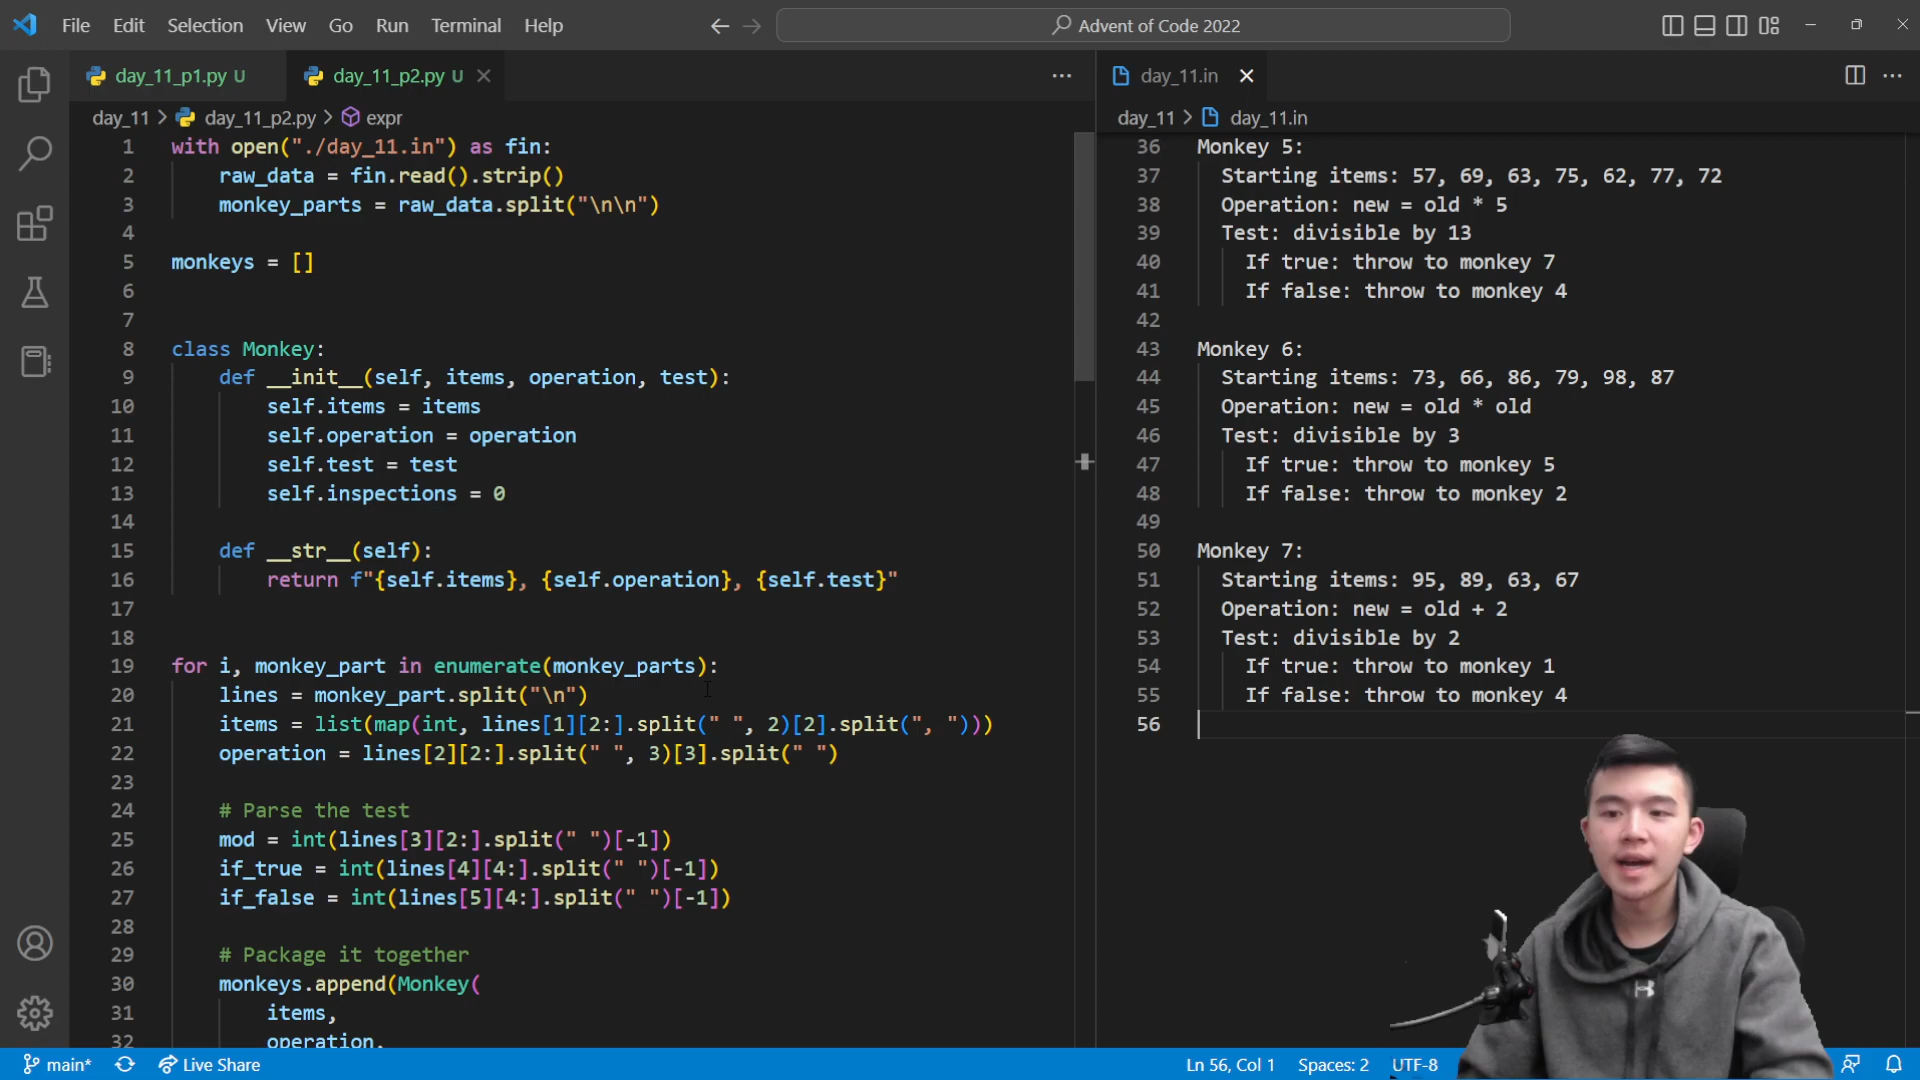 File Edit Selection View Go Run Terminal Help
Advent of Code 2022
day_11_p1.py U
day_11_p2.py U
day_11 > day_11_p2.py > expr
1 with open("./day_11.in") as fin:
2 raw_data = fin.read().strip()
3 monkey_parts = raw_data.split("\n\n")
4
5 monkeys = []
6
7
8 class Monkey:
9 def __init__(self, items, operation, test):
10 self.items = items
11 self.operation = operation
12 self.test = test
13 self.inspections = 0
14
15 def __str__(self):
16 return f"{self.items}, {self.operation}, {self.test}"
17
18
19 for i, monkey_part in enumerate(monkey_parts):
20 lines = monkey_part.split("\n")
21 items = list(map(int, lines[1][2:].split(" ", 2)[2].split(", ")))
22 operation = lines[2][2:].split(" ", 3)[3].split(" ")
23
24 # Parse the test
25 mod = int(lines[3][2:].split(" ")[-1])
26 if_true = int(lines[4][4:].split(" ")[-1])
27 if_false = int(lines[5][4:].split(" ")[-1])
28
29 # Package it together
30 monkeys.append(Monkey(
31 items,
32 operation,
day_11.in
day_11 > day_11.in
36 Monkey 5:
37 Starting items: 57, 69, 63, 75, 62, 77, 72
38 Operation: new = old * 5
39 Test: divisible by 13
40 If true: throw to monkey 7
41 If false: throw to monkey 4
42
43 Monkey 6:
44 Starting items: 73, 66, 86, 79, 98, 87
45 Operation: new = old * old
46 Test: divisible by 3
47 If true: throw to monkey 5
48 If false: throw to monkey 2
49
50 Monkey 7:
51 Starting items: 95, 89, 63, 67
52 Operation: new = old + 2
53 Test: divisible by 2
54 If true: throw to monkey 1
55 If false: throw to monkey 4
56
main* Live Share Ln 56, Col 1 Spaces: 2 UTF-8